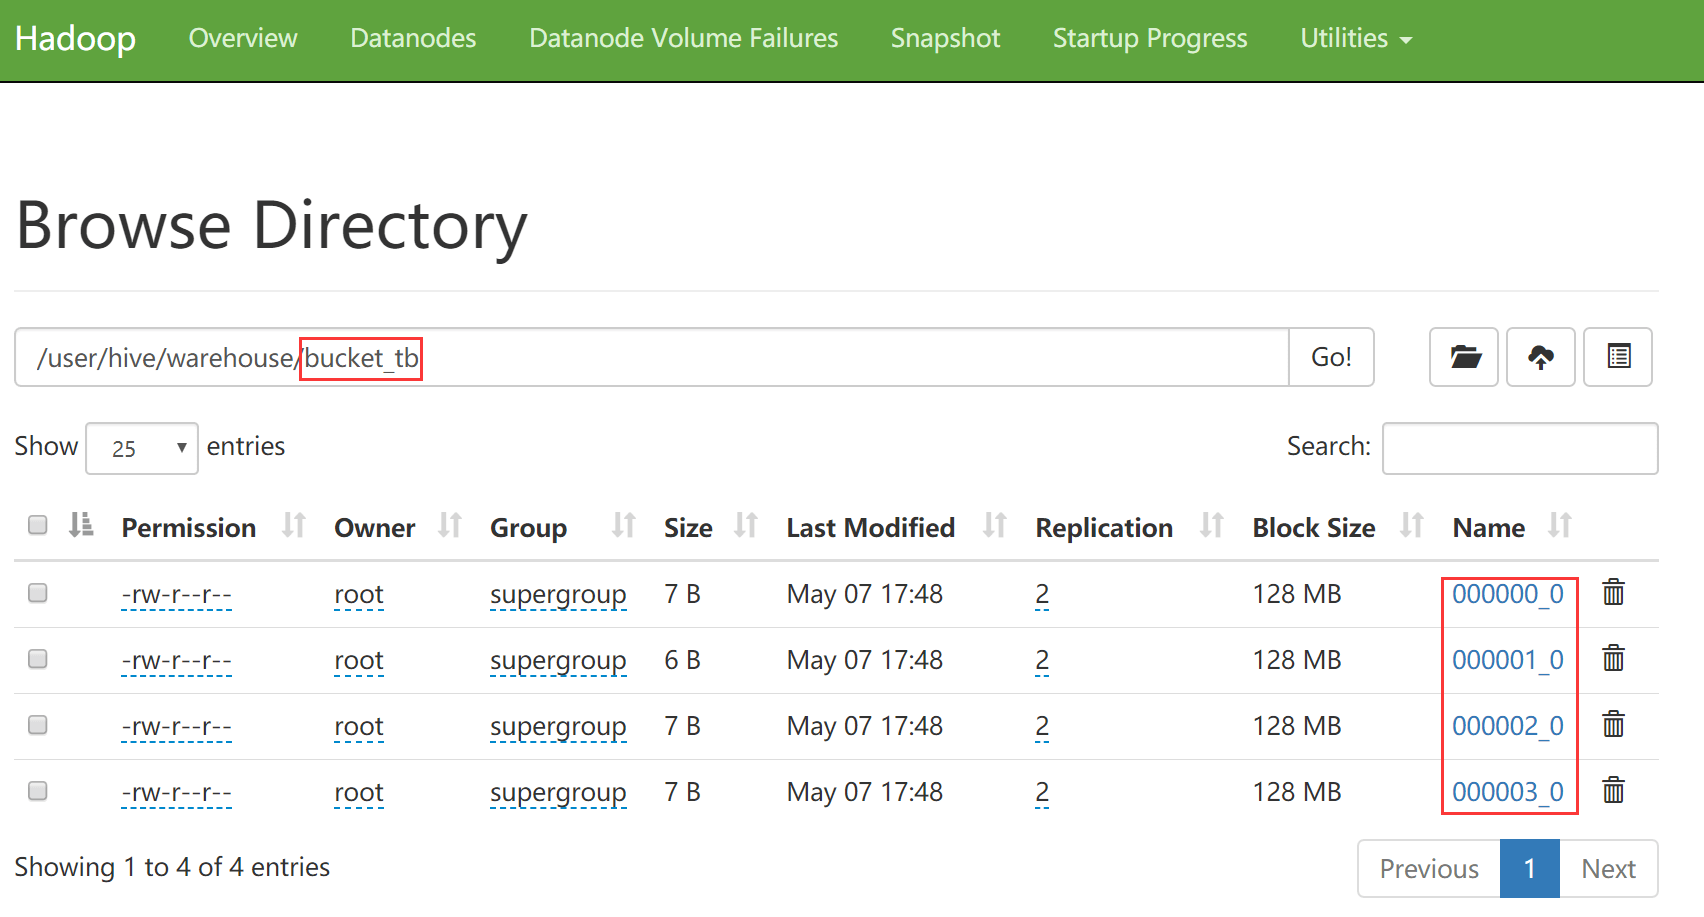 Hadoop Overview Datanodes Datanode Volume Failures Snapshot Startup Progress Utilities
Browse Directory
/user/hive/warehouse/bucket_tb Go!
Show 25 entries Search:
Permission Owner Group Size Last Modified Replication Block Size Name
-rw-r--r-- root supergroup 7 B May 07 17:48 2 128 MB 000000_0
-rw-r--r-- root supergroup 6 B May 07 17:48 2 128 MB 000001_0
-rw-r--r-- root supergroup 7 B May 07 17:48 2 128 MB 000002_0
-rw-r--r-- root supergroup 7 B May 07 17:48 2 128 MB 000003_0
Showing 1 to 4 of 4 entries Previous 1 Next